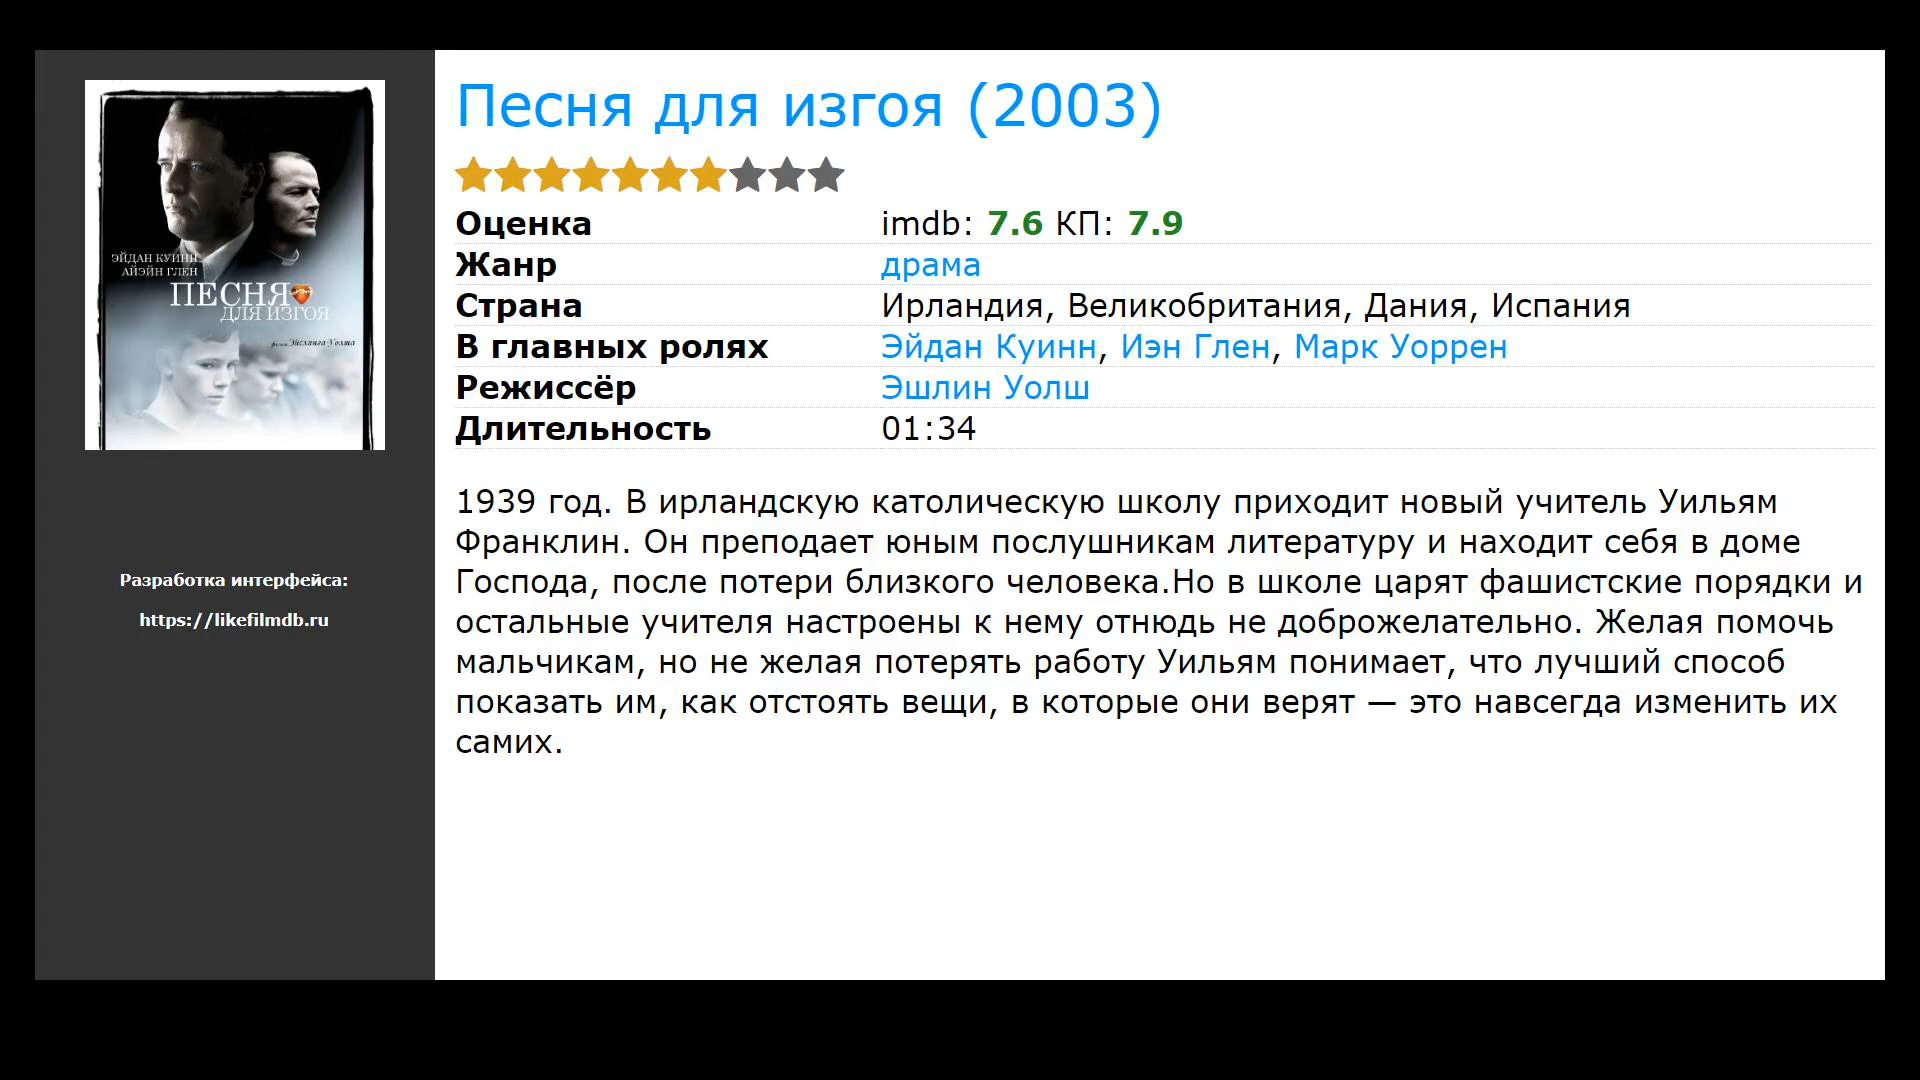 ЭЙДАН КУИНН
АЙЭЙН ГЛЕН
ПЕСНЯ
ДЛЯ ИЗГОЯ
Эйслинга Уолша
Разработка интерфейса:
https://likefilmdb.ru
Песня для изгоя (2003)
Оценка imdb: 7.6 КП: 7.9
Жанр драма
Страна Ирландия, Великобритания, Дания, Испания
В главных ролях Эйдан Куинн, Иэн Глен, Марк Уоррен
Режиссёр Эшлин Уолш
Длительность 01:34
1939 год. В ирландскую католическую школу приходит новый учитель Уильям
Франклин. Он преподает юным послушникам литературу и находит себя в доме
Господа, после потери близкого человека.Но в школе царят фашистские порядки и
остальные учителя настроены к нему отнюдь не доброжелательно. Желая помочь
мальчикам, но не желая потерять работу Уильям понимает, что лучший способ
показать им, как отстоять вещи, в которые они верят — это навсегда изменить их
самих.